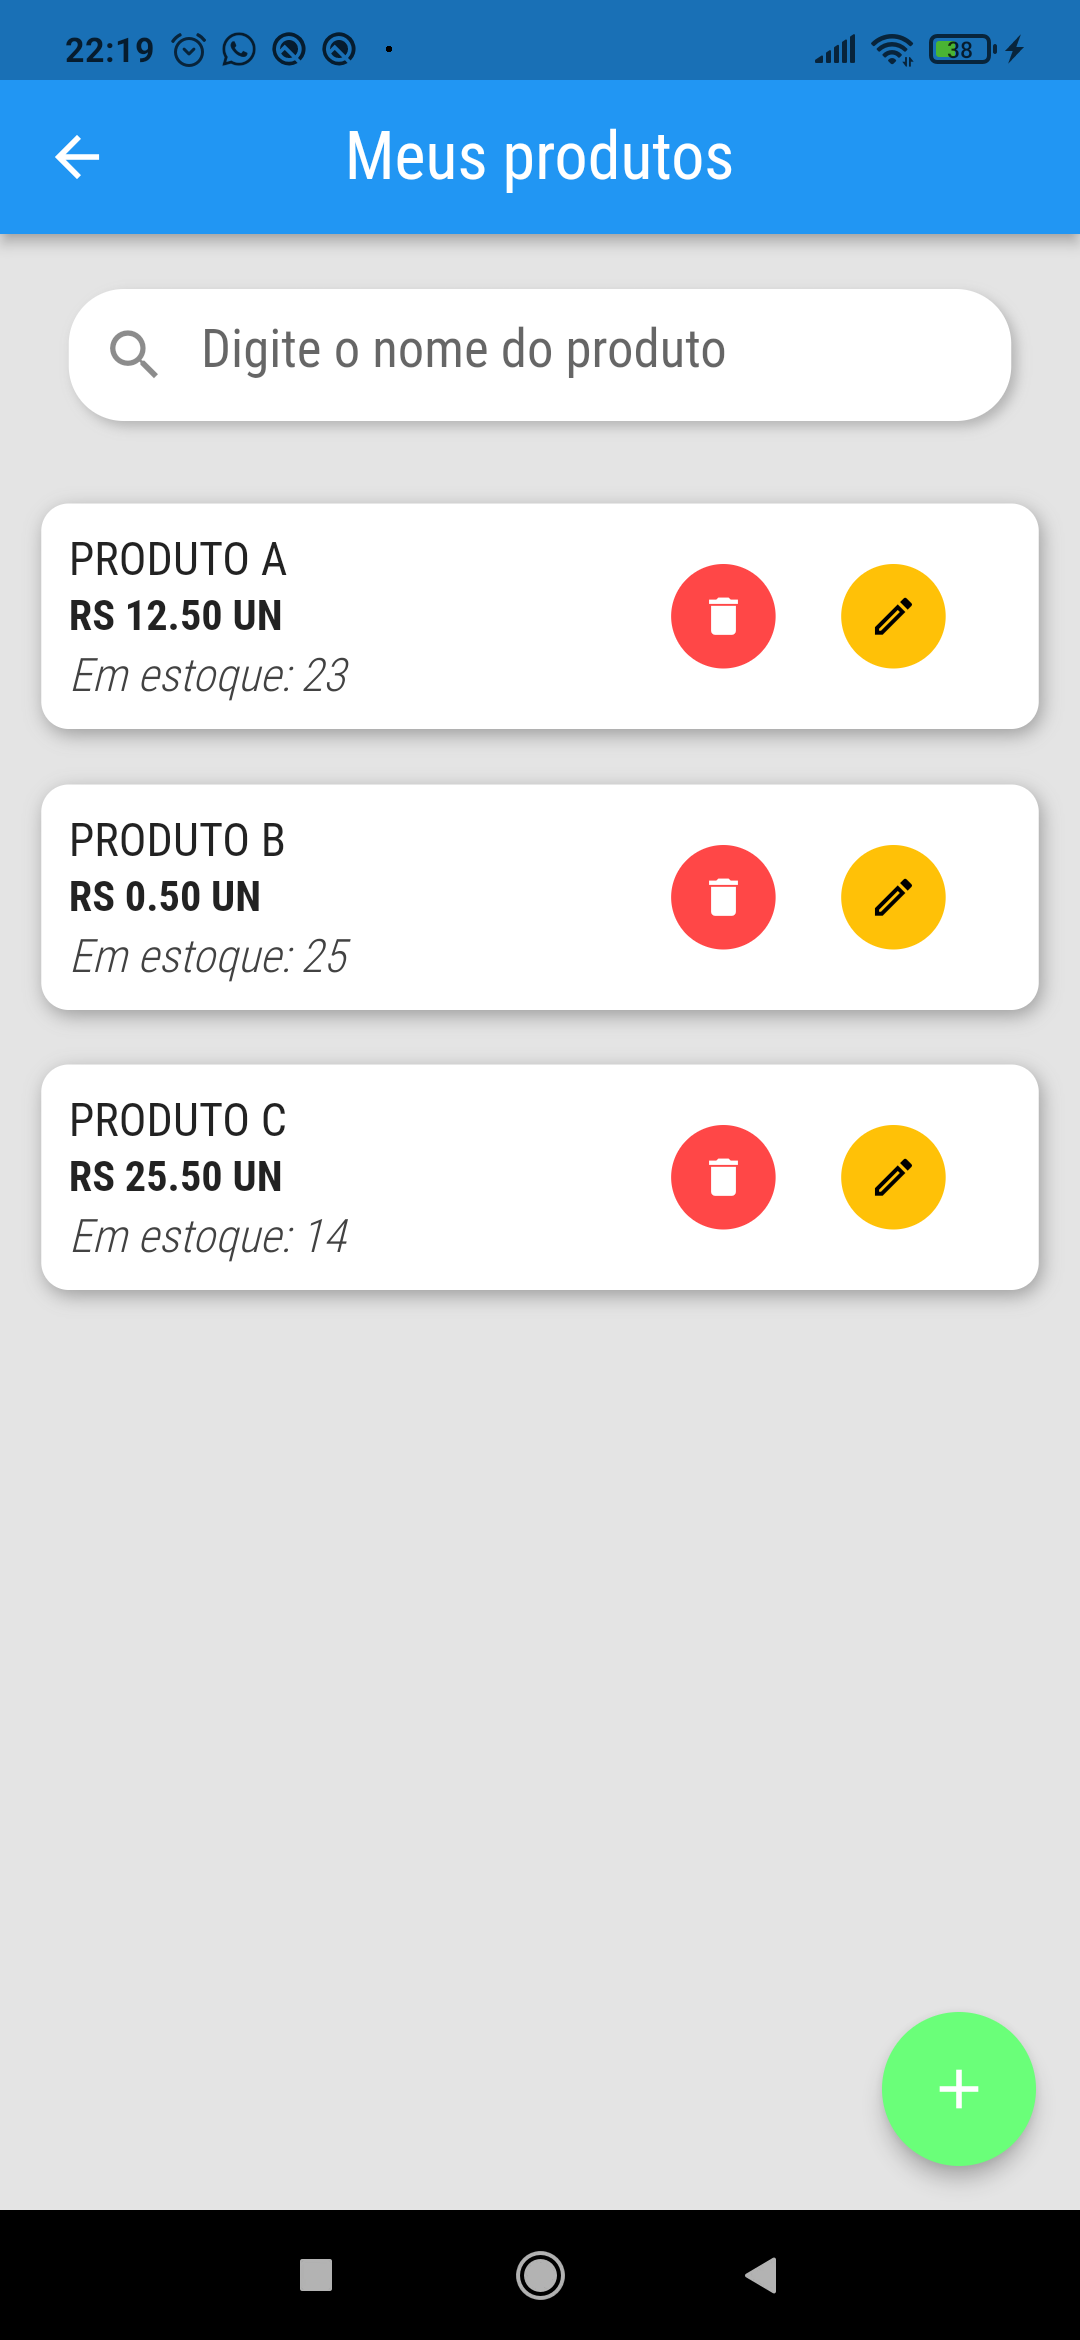 22:19
38
Meus produtos
Digite o nome do produto
PRODUTO A
RS 12.50 UN
Em estoque: 23
PRODUTO B
RS 0.50 UN
Em estoque: 25
PRODUTO C
RS 25.50 UN
Em estoque: 14